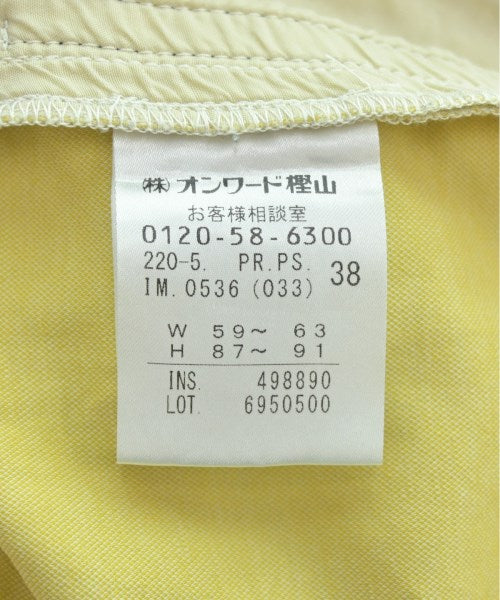 ㈱オンワード樫山
お客様相談室
0120-58-6300
220-5. PR.PS. 38
IM.0536 (033)
W 59～ 63
H 87～ 91
INS. 498890
LOT. 6950500